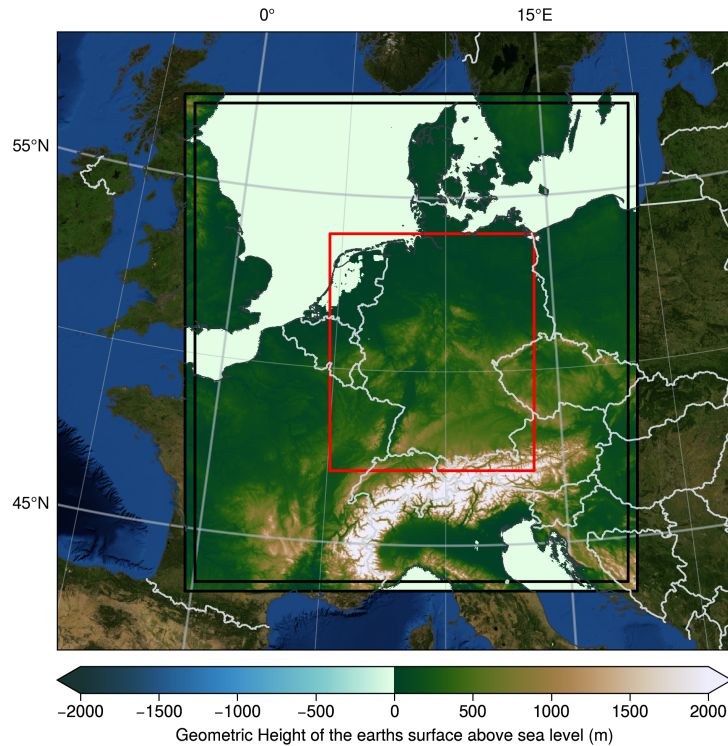 0° 15°E
55°N
45°N
−2000 −1500 −1000 −500 0 500 1000 1500 2000
Geometric Height of the earths surface above sea level (m)